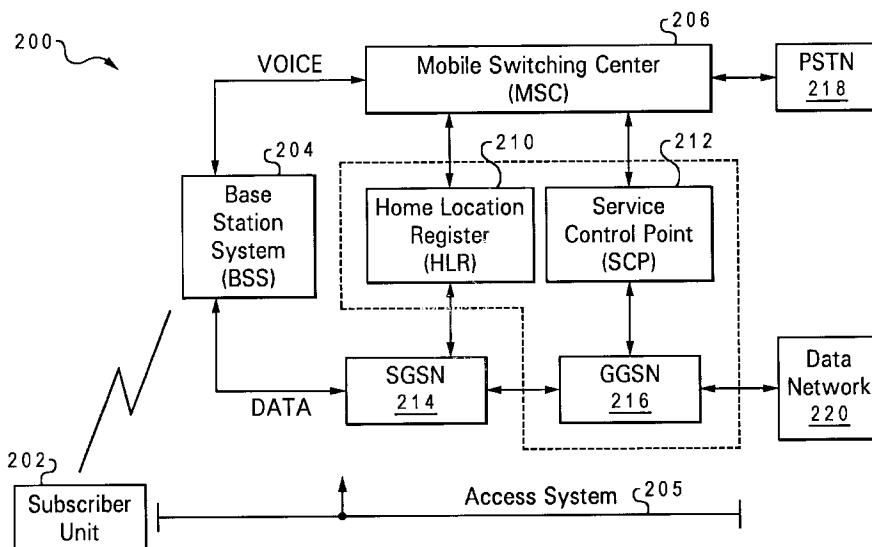 200
VOICE
206
Mobile Switching Center
(MSC)
PSTN
218
204
210
212
Base
Station
System
(BSS)
Home Location
Register
(HLR)
Service
Control Point
(SCP)
DATA
SGSN
214
GGSN
216
Data
Network
220
202
Subscriber
Unit
Access System
205